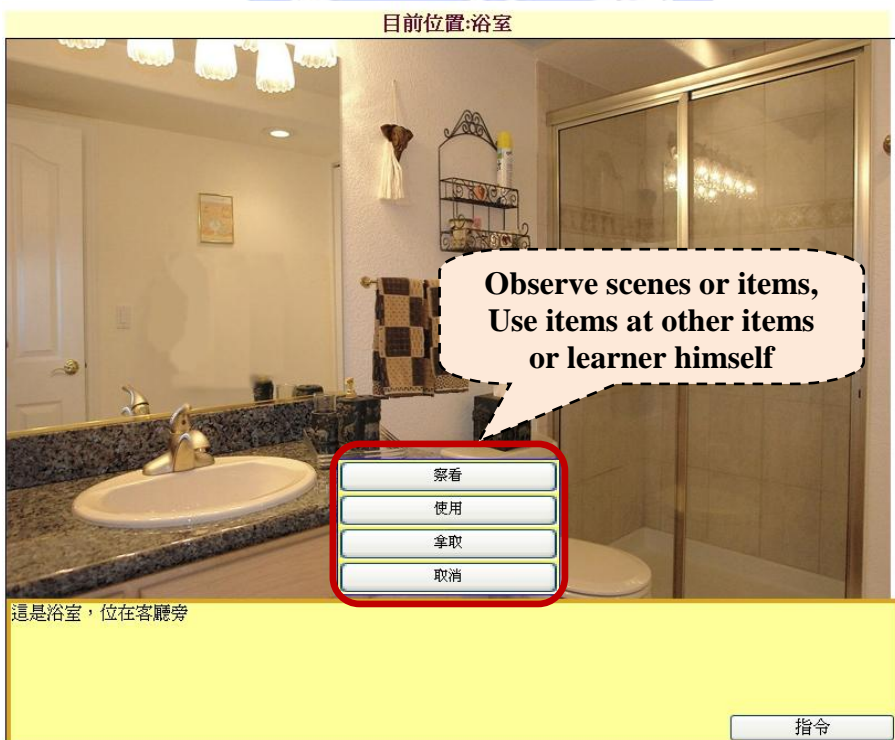 目前位置:浴室
Observe scenes or items,
Use items at other items
or learner himself
察看
使用
拿取
取消
這是浴室，位在客廳旁
指令